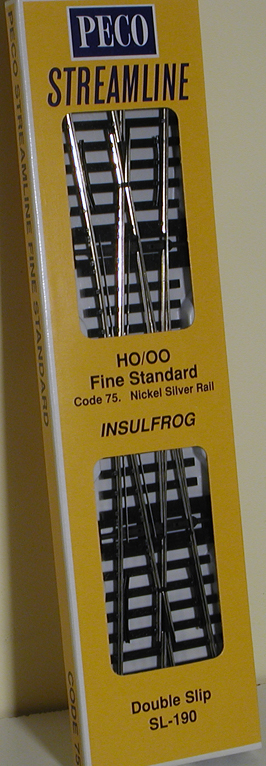 PECO
STREAMLINE
HO/OO
Fine Standard
Code 75. Nickel Silver Rail
INSULFROG
Double Slip
SL-190
PECO STREAMLINE FINE STANDARD
CODE 75